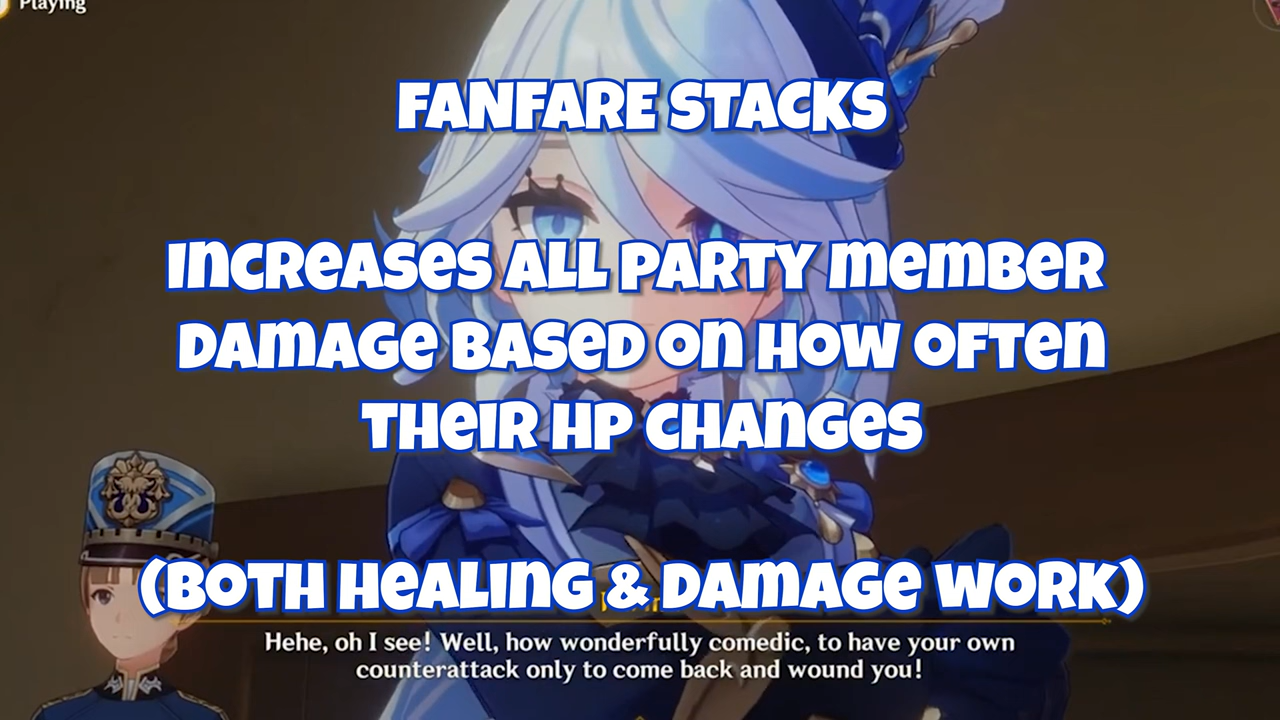 Playing
FANFARE STACKS
INCREASES ALL PARTY MEMBER
DAMAGE BASED ON HOW OFTEN
THEIR HP CHANGES
(BOTH HEALING & DAMAGE WORK)
Hehe, oh I see! Well, how wonderfully comedic, to have your own
counterattack only to come back and wound you!